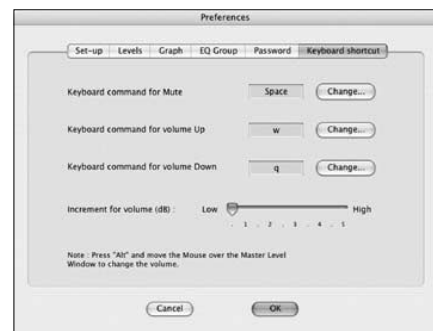 Preferences
Set-up Levels Graph EQ Group Password Keyboard shortcut
Keyboard command for Mute Space Change...
Keyboard command for volume Up w Change...
Keyboard command for volume Down q Change...
Increment for volume (dB) : Low High
. 1 . 2 . 3 . 4 . 5
Note : Press "Alt" and move the Mouse over the Master Level
Window to change the volume.
Cancel OK